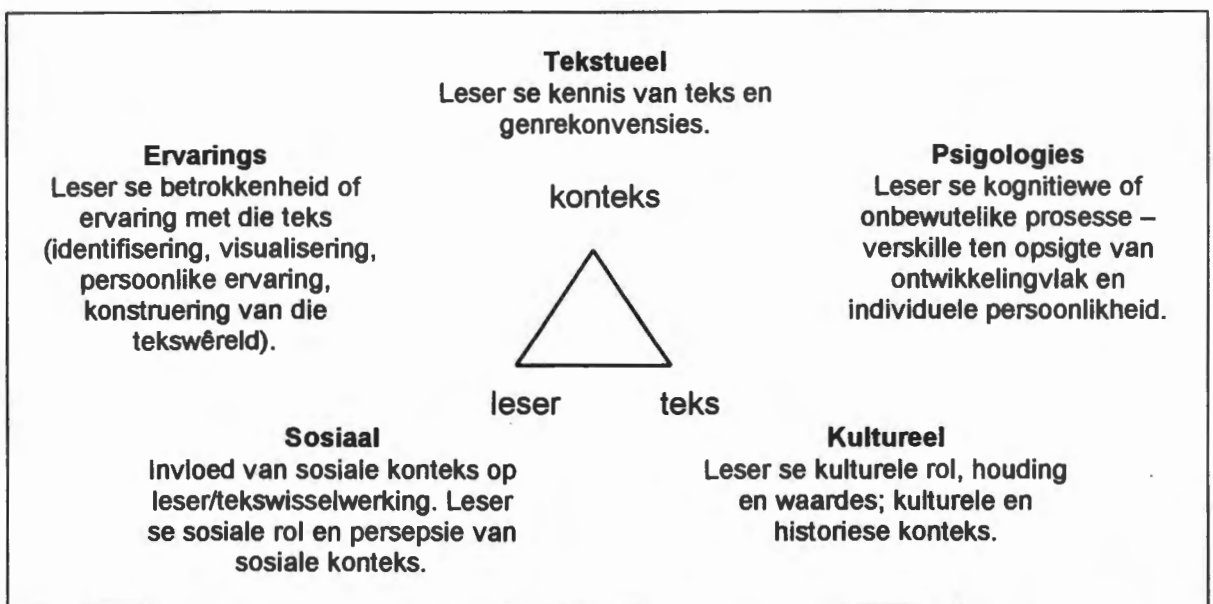 Tekstueel
Leser se kennis van teks en
genrekonvensies.
Ervarings
Leser se betrokkenheid of
ervaring met die teks
(identifisering, visualisering,
persoonlike ervaring,
konstruering van die
tekswêreld).
konteks
Psigologies
Leser se kognitiewe of
onbewutelike prosesse –
verskille ten opsigte van
ontwikkelingvlak en
individuele persoonlikheid.
leser
teks
Sosiaal
Invloed van sosiale konteks op
leser/tekswisselwerking. Leser
se sosiale rol en persepsie van
sosiale konteks.
Kultureel
Leser se kulturele rol, houding
en waardes; kulturele en
historiese konteks.